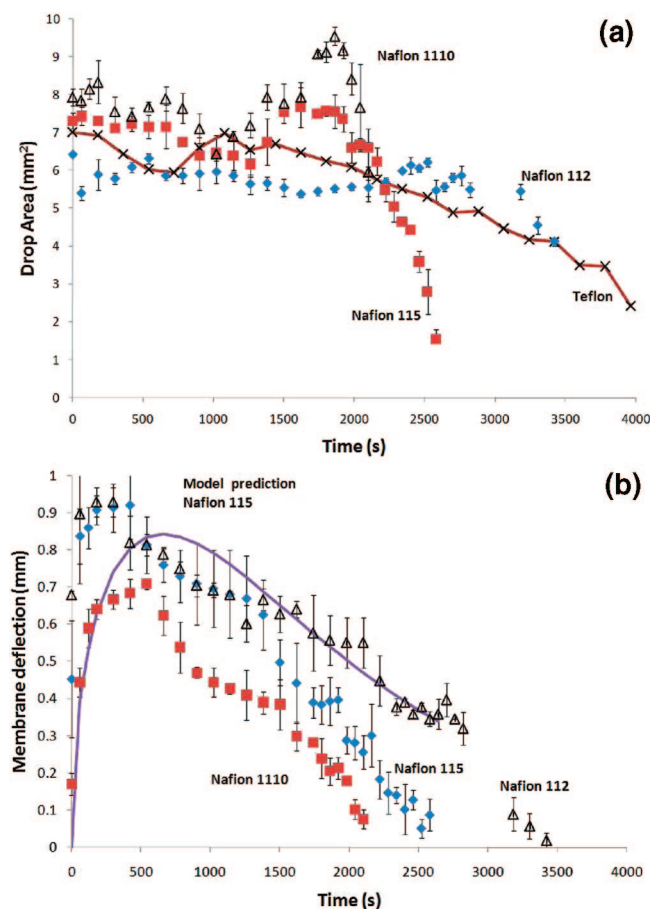 (a)
10
9
8
7
6
5
4
3
2
1
0
Drop Area (mm²)
Nafion 1110
Nafion 112
Nafion 115
Teflon
0 500 1000 1500 2000 2500 3000 3500 4000
Time (s)
(b)
1
0.9
0.8
0.7
0.6
0.5
0.4
0.3
0.2
0.1
0
Membrane deflection (mm)
Model prediction
Nafion 115
Nafion 1110
Nafion 115
Nafion 112
0 500 1000 1500 2000 2500 3000 3500 4000
Time (s)